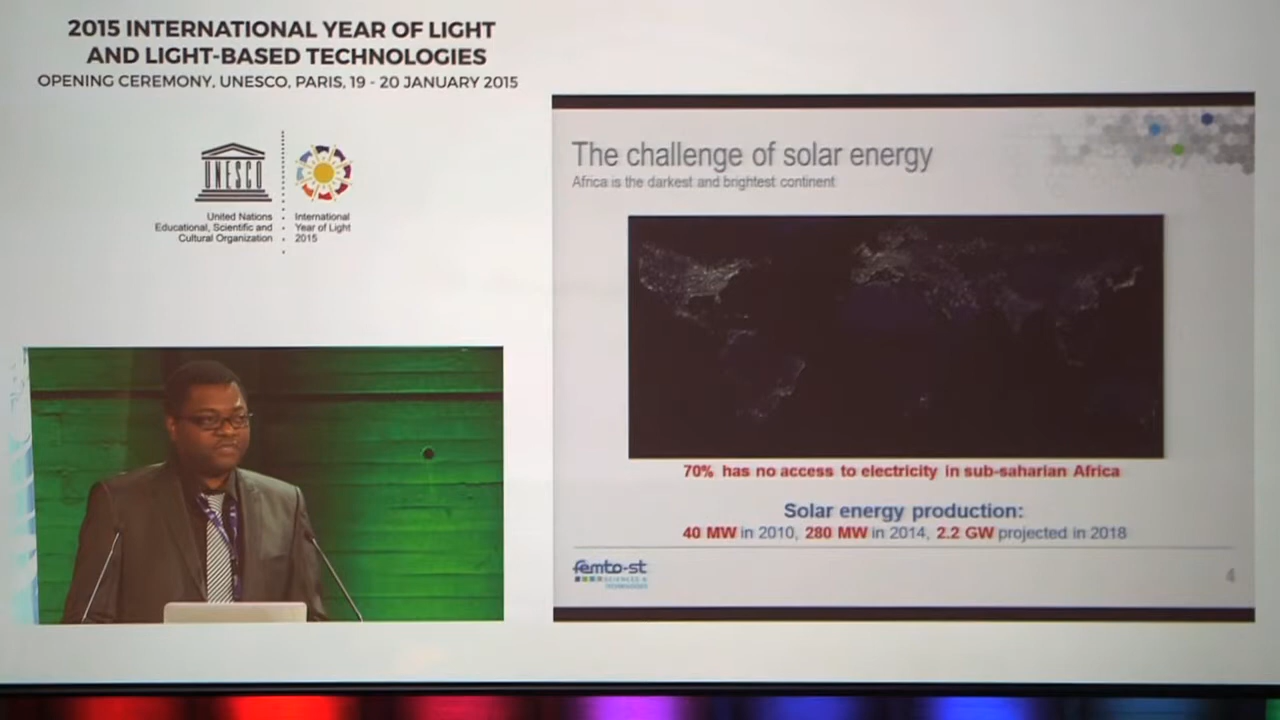 2015 INTERNATIONAL YEAR OF LIGHT
AND LIGHT-BASED TECHNOLOGIES
OPENING CEREMONY, UNESCO, PARIS, 19 - 20 JANUARY 2015
UNESCO
United Nations
Educational, Scientific and
Cultural Organization
International
Year of Light
2015
The challenge of solar energy
Africa is the darkest and brightest continent
70% has no access to electricity in sub-saharian Africa
Solar energy production:
40 MW in 2010, 280 MW in 2014, 2.2 GW projected in 2018
femto-st
SCIENCES &
TECHNOLOGIES
4